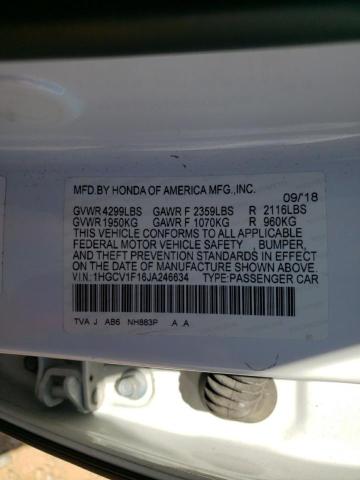 MFD.BY HONDA OF AMERICA MFG.,INC.
09/'18
GVWR 4299LBS GAWR F 2359LBS R 2116LBS
GVWR 1950KG GAWR F 1070KG R 960KG
THIS VEHICLE CONFORMS TO ALL APPLICABLE
FEDERAL MOTOR VEHICLE SAFETY , BUMPER,
AND THEFT PREVENTION STANDARDS IN EFFECT
ON THE DATE OF MANUFACTURE SHOWN ABOVE.
V.I.N.:1HGCV1F16JA246634 TYPE:PASSENGER CAR
TVA J AB6 NH883P A A